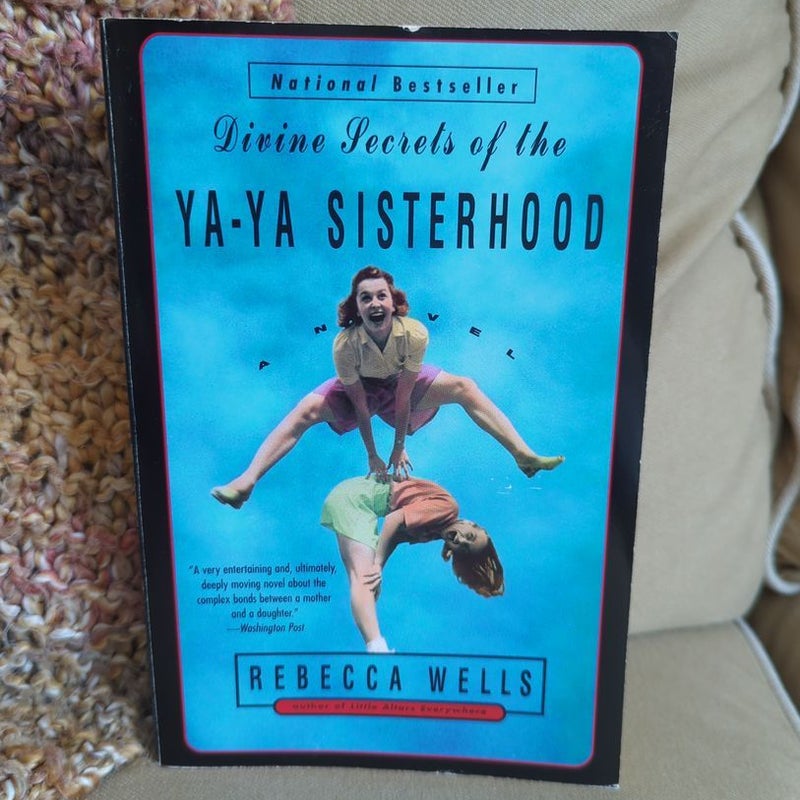 National Bestseller
Divine Secrets of the
YA-YA SISTERHOOD
A NOVEL
"A very entertaining and, ultimately,
deeply moving novel about the
complex bonds between a mother
and a daughter."
—Washington Post
REBECCA WELLS
author of Little Altars Everywhere